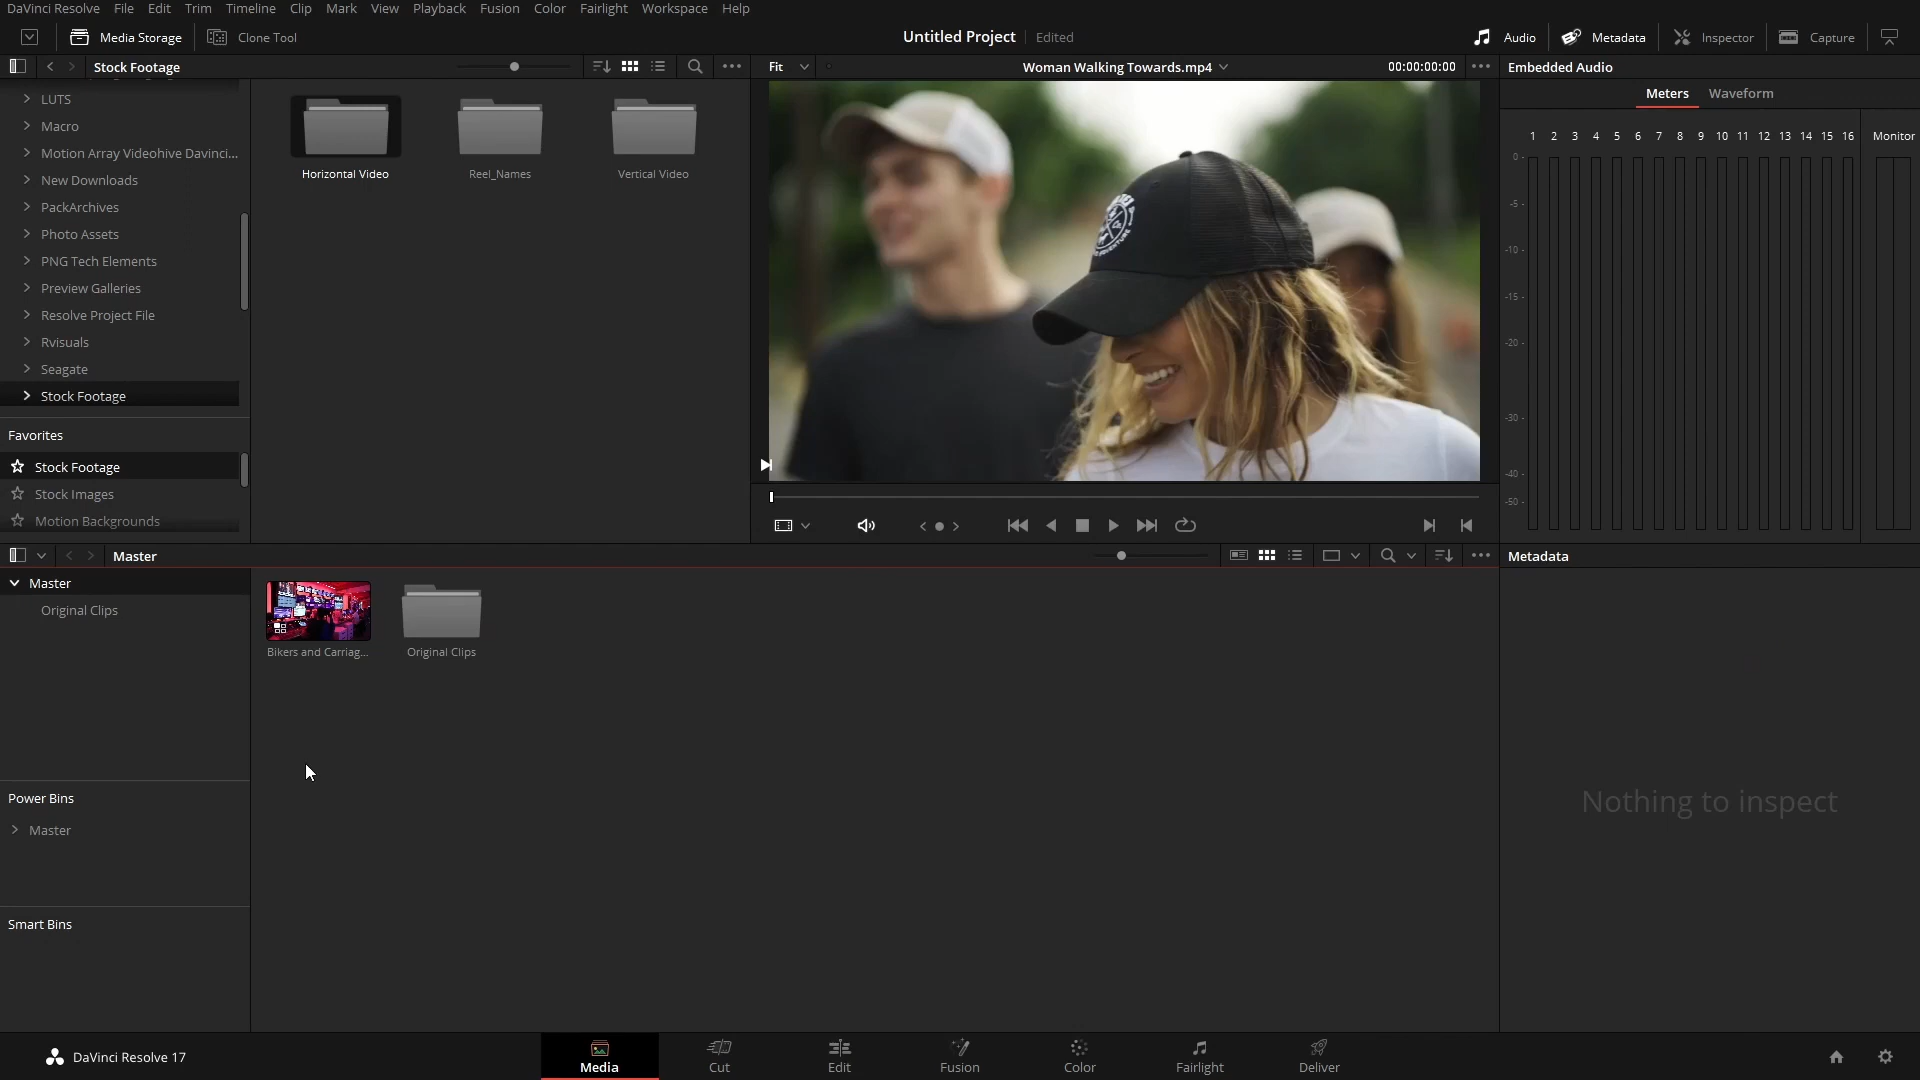 DaVinci Resolve File Edit Trim Timeline Clip Mark View Playback Fusion Color Fairlight Workspace Help
Media Storage Clone Tool Untitled Project Edited Audio Metadata Inspector Capture
Stock Footage Fit Woman Walking Towards.mp4 00:00:00:00 Embedded Audio
Meters Waveform
LUTS
Macro
Motion Array Videohive Davinci...
New Downloads
PackArchives
Photo Assets
PNG Tech Elements
Preview Galleries
Resolve Project File
Rvisuals
Seagate
Stock Footage
Favorites
Stock Footage
Stock Images
Motion Backgrounds
Horizontal Video Reel_Names Vertical Video
1 2 3 4 5 6 7 8 9 10 11 12 13 14 15 16 Monitor
0 -
-5 -
-10 -
-15 -
-20 -
-30 -
-40 -
-50 -
Master Metadata
Master
Original Clips
Bikers and Carriag... Original Clips
Power Bins
Master
Smart Bins
Nothing to inspect
DaVinci Resolve 17 Media Cut Edit Fusion Color Fairlight Deliver